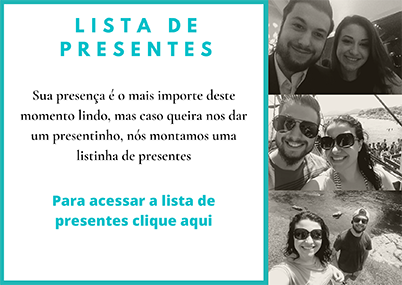 LISTA DE
PRESENTES
Sua presença é o mais importe deste
momento lindo, mas caso queira nos dar
um presentinho, nós montamos uma
listinha de presentes
Para acessar a lista de
presentes clique aqui